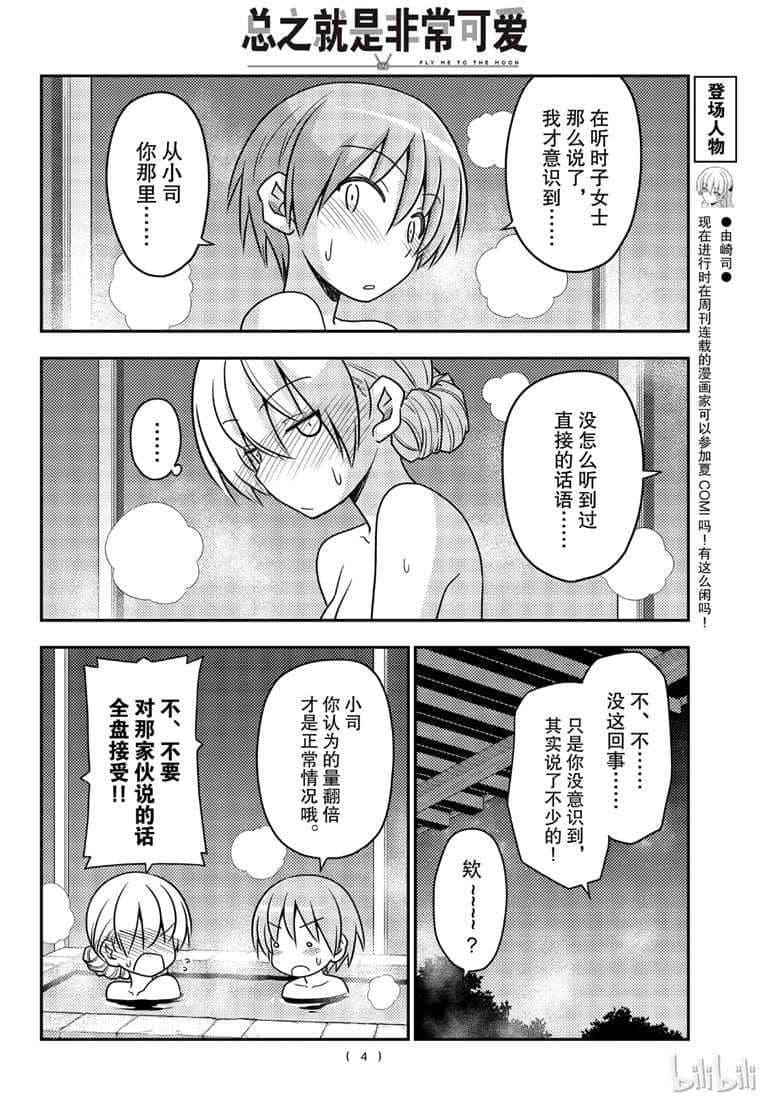 总之就是非常可爱
FLY ME TO THE MOON
登场人物
●由崎司●
现在进行时在周刊连载的漫画家可以参加夏COMI吗！有这么闲吗！
在听时子女士
那么说了，
我才意识到……
从小司
你那里……
没怎么听到过
直接的话语……
……
不、不……
没这回事……
只是你没意识到，
其实说了不少的！
欸~~~~？
小司
你认为的量翻倍
才是正常情况哦。
不、不要
对那家伙说的话
全盘接受!!
(4)
bilibili